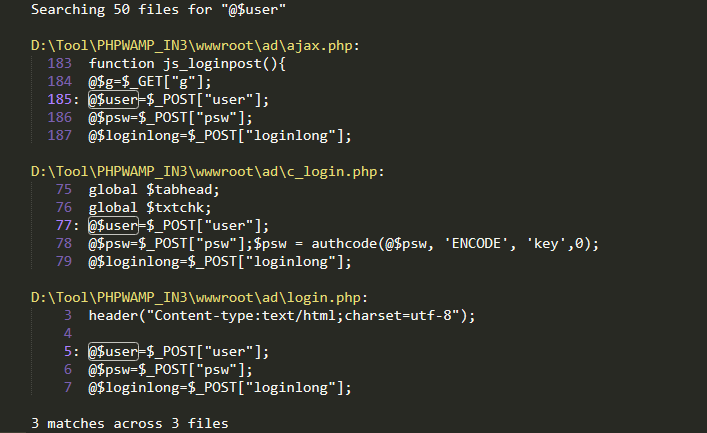 Searching 50 files for "@$user"
D:\Tool\PHPWAMP_IN3\wwwroot\ad\ajax.php:
183 function js_loginpost(){
184 @$g=$_GET["g"];
185: @$user=$_POST["user"];
186 @$psw=$_POST["psw"];
187 @$loginlong=$_POST["loginlong"];
D:\Tool\PHPWAMP_IN3\wwwroot\ad\c_login.php:
75 global $tabhead;
76 global $txtchk;
77: @$user=$_POST["user"];
78 @$psw=$_POST["psw"];$psw = authcode(@$psw, 'ENCODE', 'key',0);
79 @$loginlong=$_POST["loginlong"];
D:\Tool\PHPWAMP_IN3\wwwroot\ad\login.php:
3 header("Content-type:text/html;charset=utf-8");
4
5: @$user=$_POST["user"];
6 @$psw=$_POST["psw"];
7 @$loginlong=$_POST["loginlong"];
3 matches across 3 files